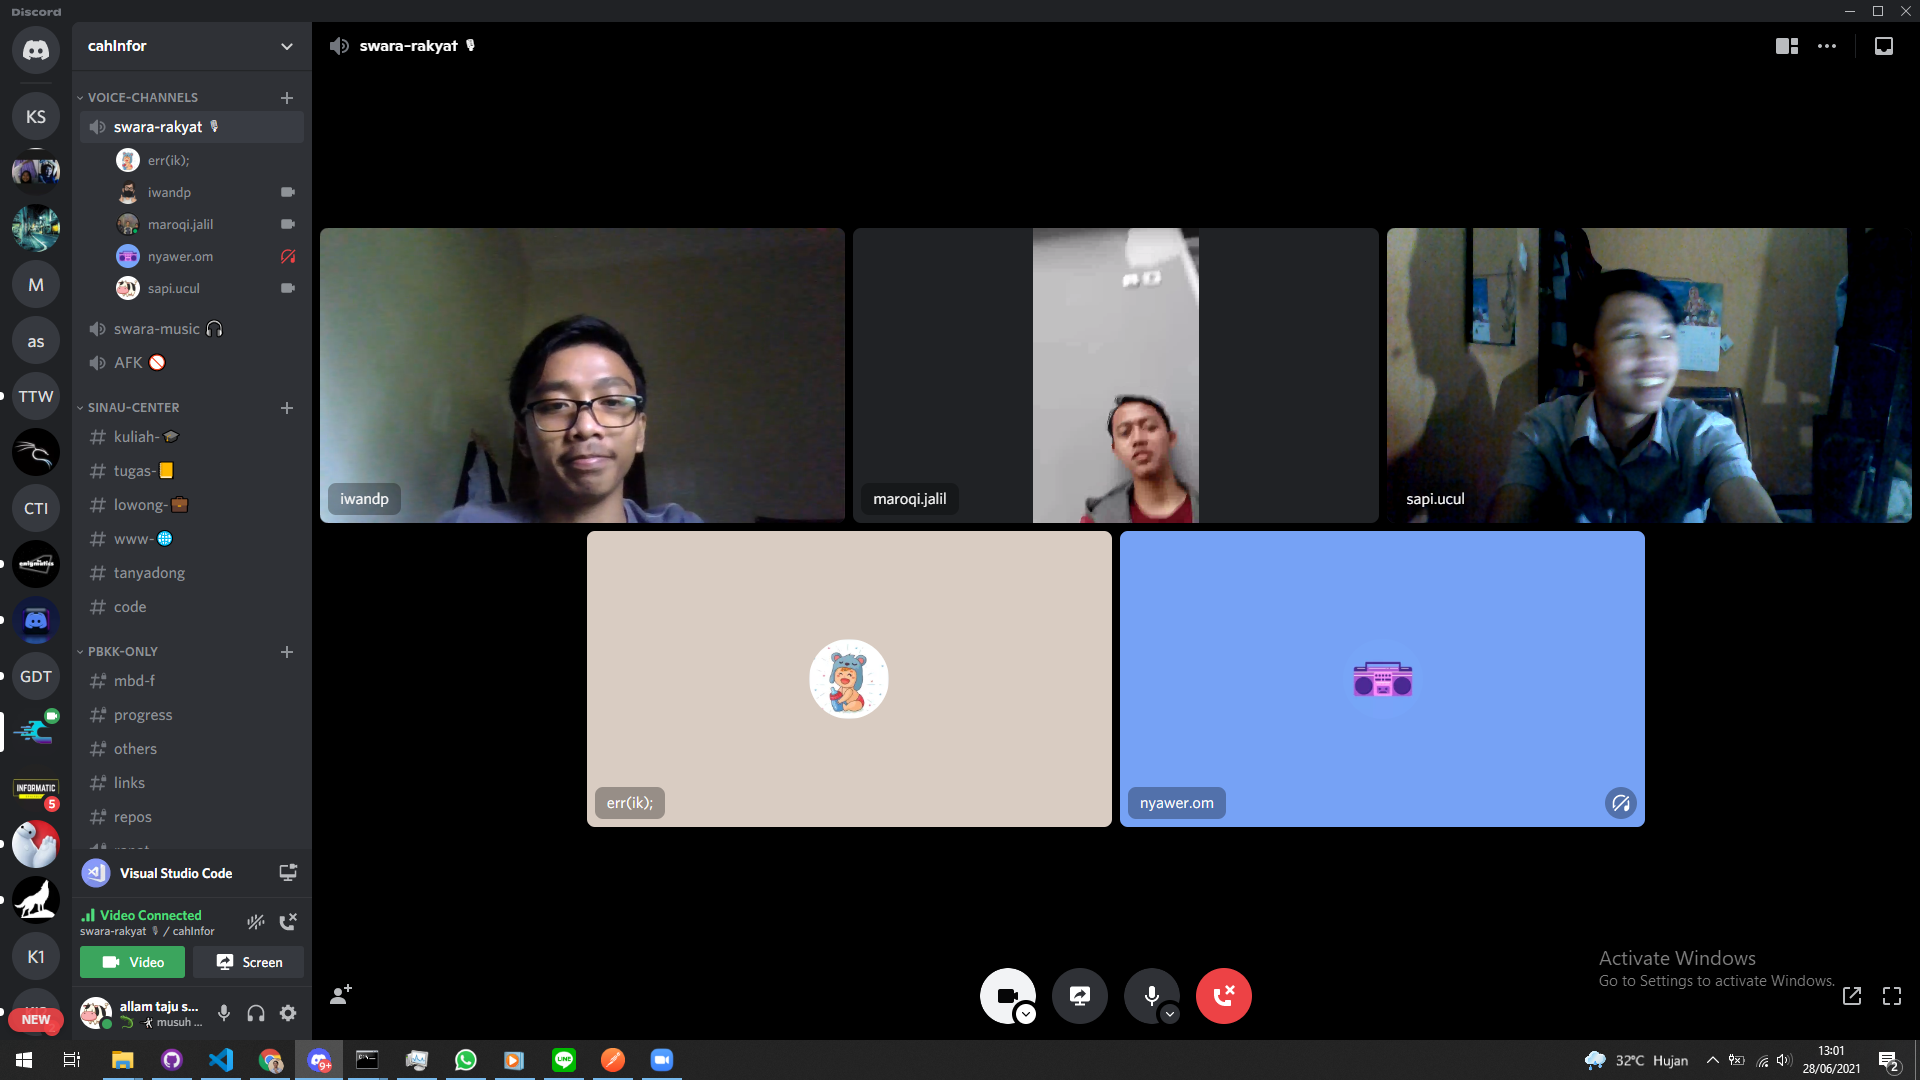 Discord
cahInfor
swara-rakyat
VOICE-CHANNELS
swara-rakyat
err(ik);
iwandp
maroqi.jalil
nyawer.om
sapi.ucul
swara-music
AFK
SINAU-CENTER
kuliah-
tugas-
lowong-
www-
tanyadong
code
PBKK-ONLY
mbd-f
progress
others
links
repos
KS
M
as
TTW
CTI
enigmatics
GDT
INFORMATIC
5
K1
NEW
Visual Studio Code
Video Connected
swara-rakyat / cahInfor
Video
Screen
allam taju s...
musuh ...
iwandp
maroqi.jalil
sapi.ucul
err(ik);
nyawer.om
Activate Windows
Go to Settings to activate Windows.
9+
32°C Hujan
13:01
28/06/2021
2